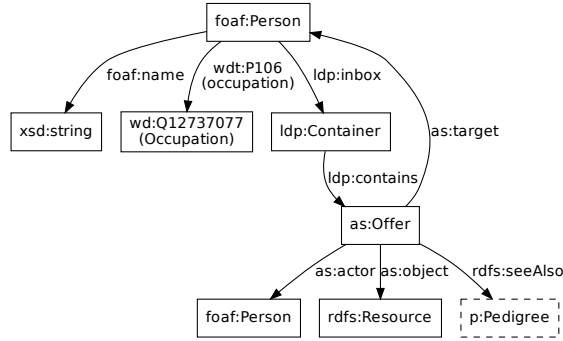 foaf:Person
foaf:name
wdt:P106
(occupation)
ldp:inbox
xsd:string
wd:Q12737077
(Occupation)
ldp:Container
as:target
ldp:contains
as:Offer
as:actor
as:object
rdfs:seeAlso
foaf:Person
rdfs:Resource
p:Pedigree